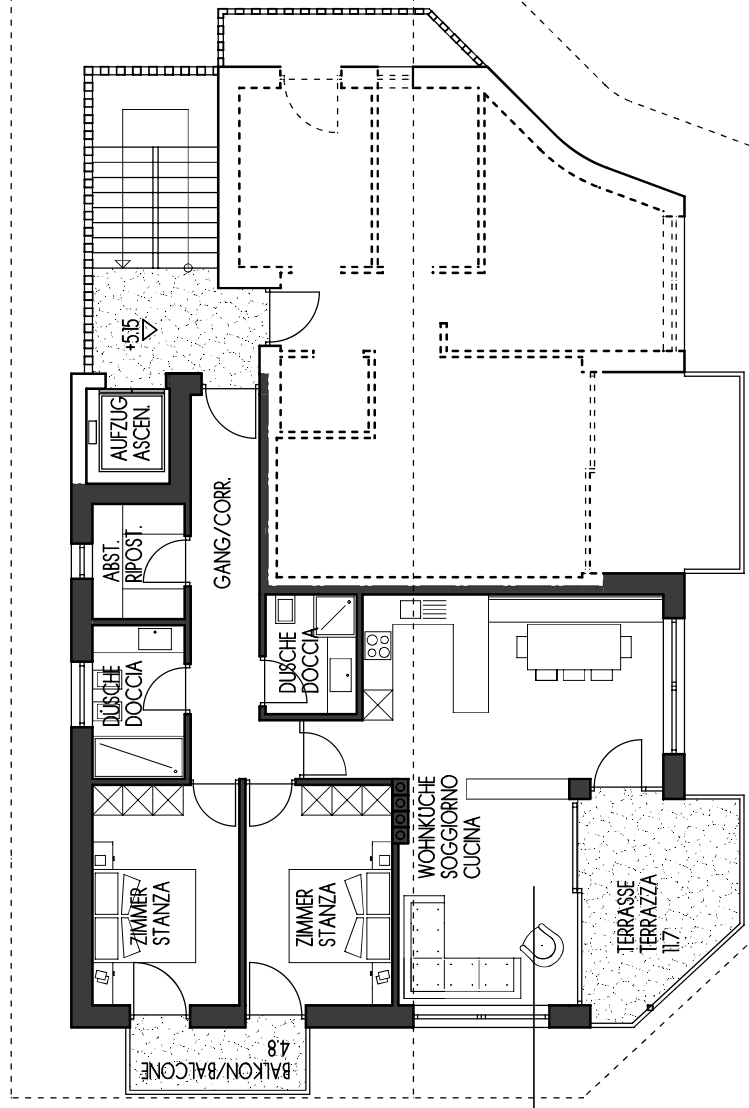 +5.15
AUFZUG
ASCEN.
GANG/CORR.
ABST.
RIPOST.
DUSCHE
DOCCIA
DUSCHE
DOCCIA
WOHNKÜCHE
SOGGIORNO
CUCINA
ZIMMER
STANZA
ZIMMER
STANZA
TERRASSE
TERRAZZA
11.7
BALKON/BALCONE
4.8